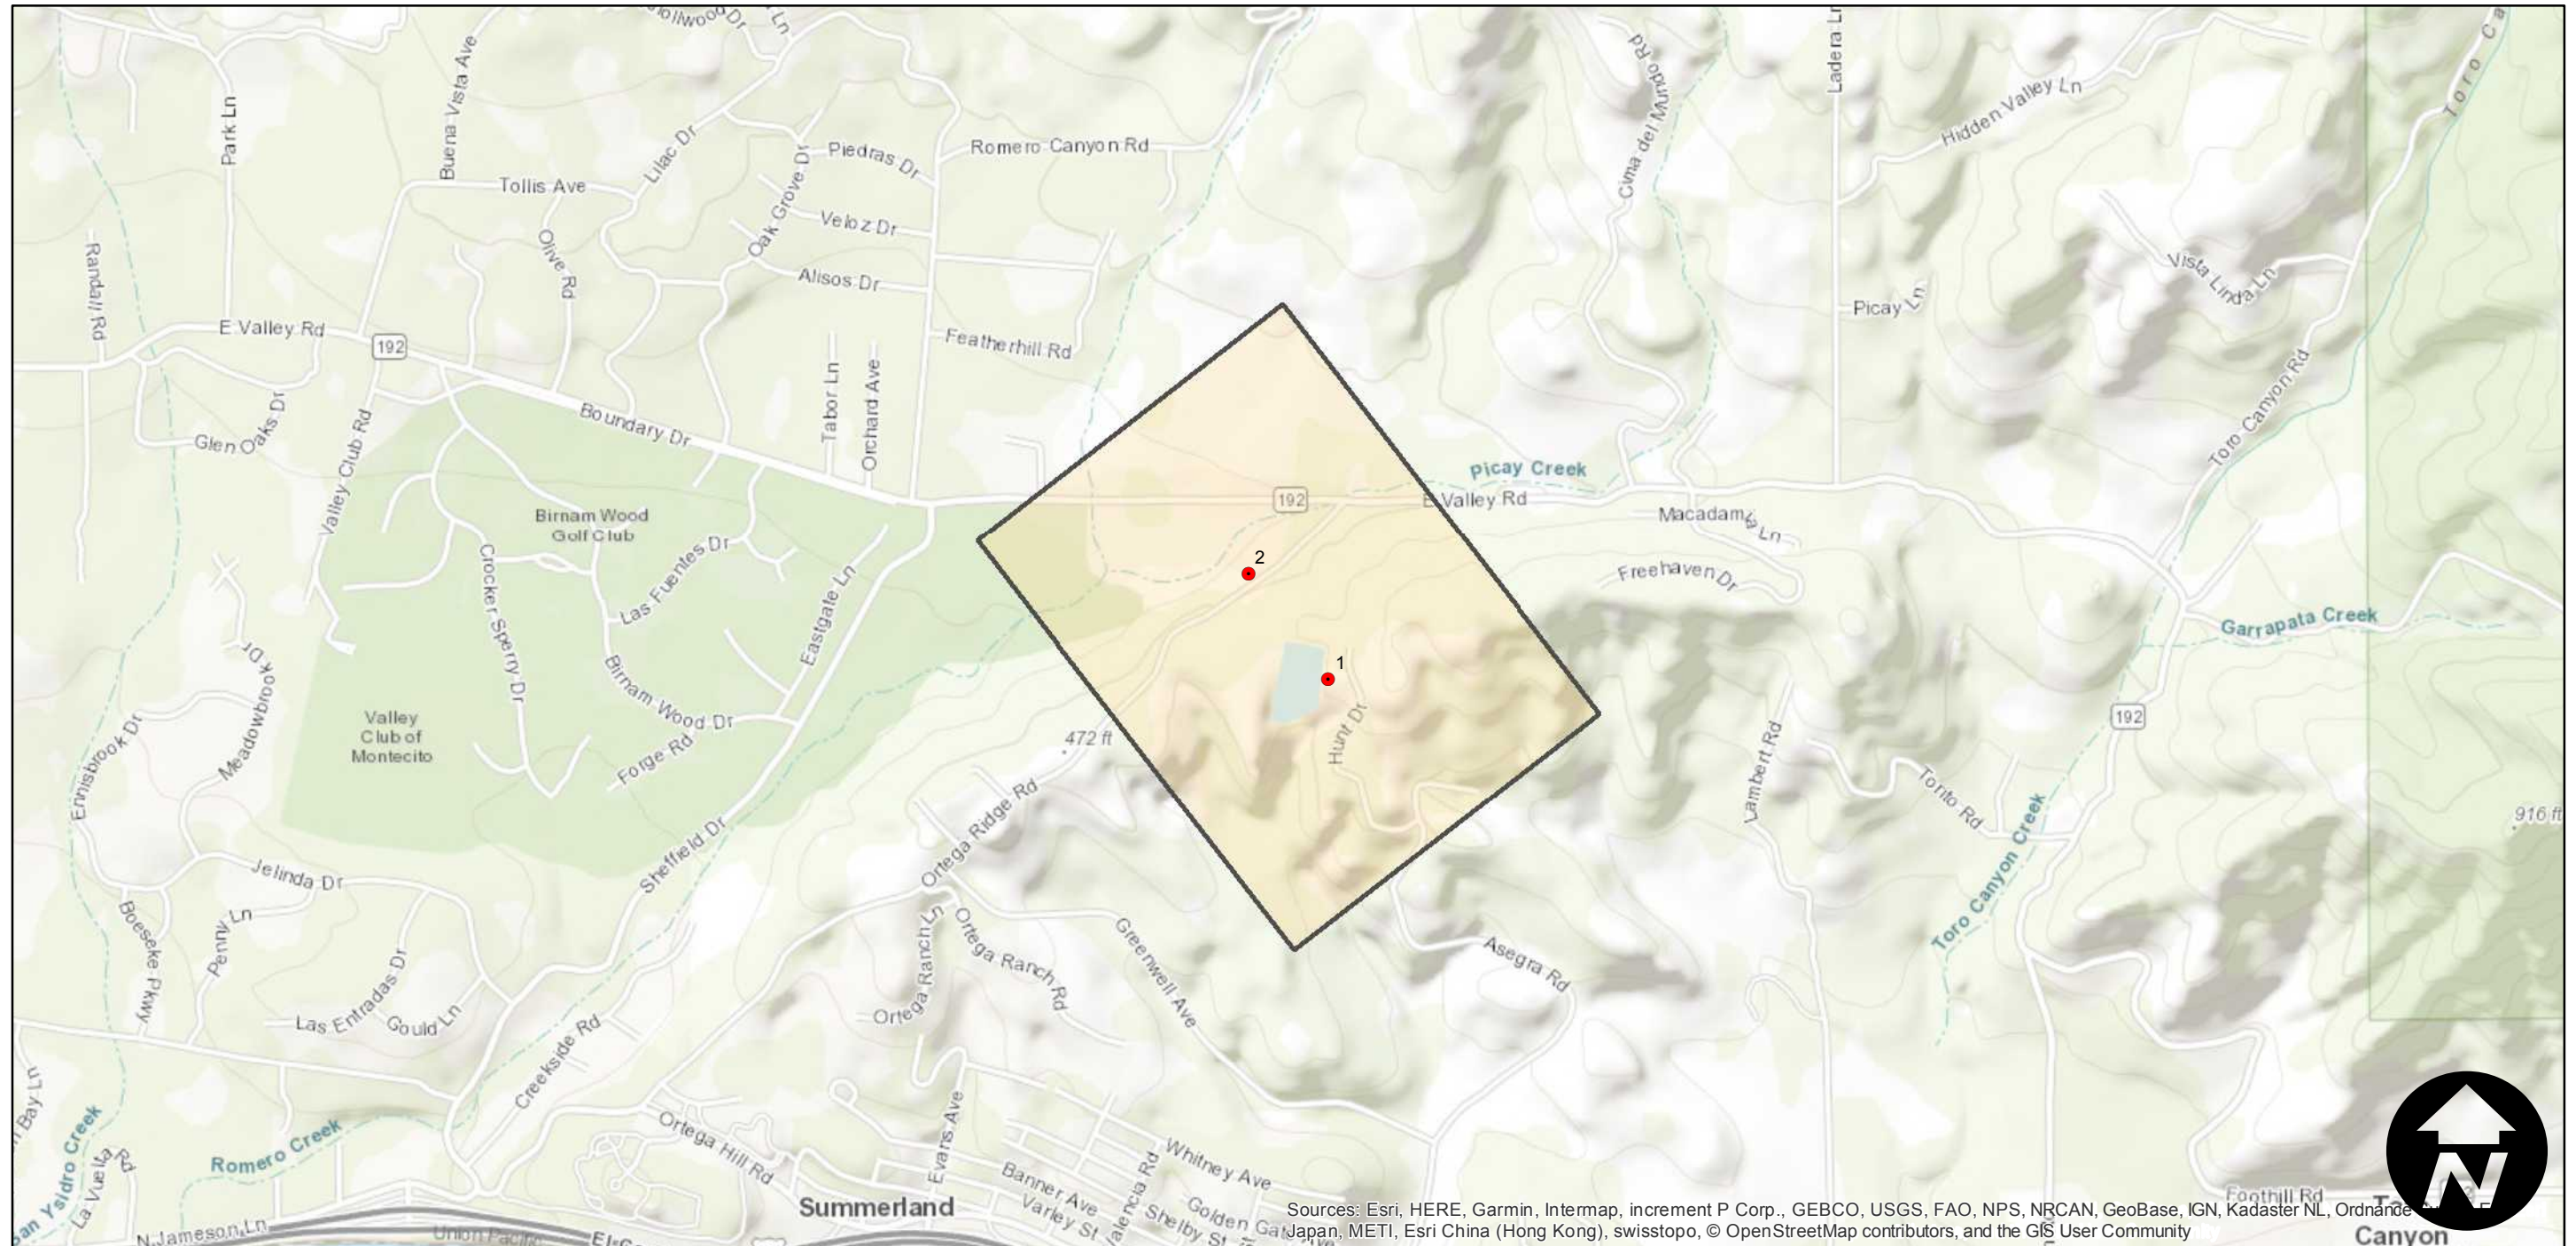 Park Ln
Buena Vista Ave
Lilac Dr
Piedras Dr
Romero Canyon Rd
Cima del Mundo Rd
Ladera Ln
Hidden Valley Ln
Tollis Ave
Oak Grove Dr
Veloz Dr
Olive Rd
Randall Rd
Alisos Dr
Vista Linda Ln
Picay Ln
E Valley Rd
192
Featherhill Rd
Tabor Ln
Orchard Ave
Toro Canyon Rd
Glen Oaks Dr
Valley Club Rd
Boundary Dr
Picay Creek
192
E Valley Rd
Birnam Wood
Golf Club
Macadamia Ln
Las Fuentes Dr
Crocker Sperry Dr
Eastgate Ln
2
Freehaven Dr
Garrapata Creek
Meadowbrook Dr
Birnam Wood Dr
1
Hunt Dr
Valley
Club of
Montecito
472 ft
192
Ennisbrook Dr
Forge Rd
Lambert Rd
Torito Rd
Ortega Ridge Rd
916 ft
Sheffield Dr
Jelinda Dr
Toro Canyon Creek
Boeseke Pkwy
Penny Ln
Ortega Ranch Ln
Ortega Ranch Rd
Greenwell Ave
Asegra Rd
Las Entradas Dr
Gould Ln
Creekside Rd
San Ysidro Creek
La Vuelta Rd
Romero Creek
Ortega Hill Rd
Evans Ave
Whitney Ave
Banner Ave
Varley St
Valencia Rd
Shelby St
Summerland
N Jameson Ln
Union Pacific
Foothill Rd
N
Canyon
Sources: Esri, HERE, Garmin, Intermap, increment P Corp., GEBCO, USGS, FAO, NPS, NRCAN, GeoBase, IGN, Kadaster NL, Ordnance
Japan, METI, Esri China (Hong Kong), swisstopo, © OpenStreetMap contributors, and the GIS User Community